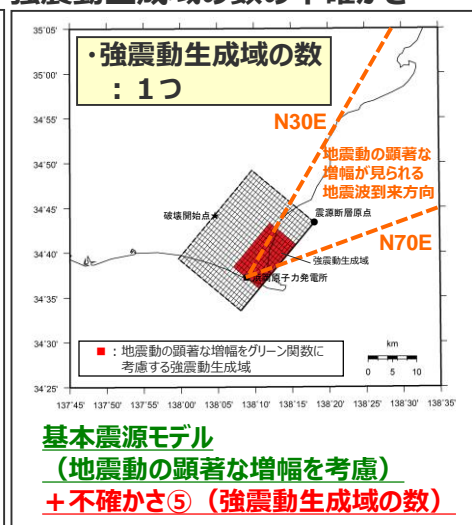 強震動生成域の数の不確かさ
・強震動生成域の数
：１つ
35˚05'
35˚00'
34˚55'
34˚50'
34˚45'
34˚40'
34˚35'
34˚30'
34˚25'
N30E
地震動の顕著な
増幅が見られる
地震波到来方向
破壊開始点
震源断層原点
N70E
強震動生成域
原子力発電所
■：地震動の顕著な増幅をグリーン関数に
考慮する強震動生成域
km
0 5 10
137˚45' 137˚50' 137˚55' 138˚00' 138˚05' 138˚10' 138˚15' 138˚20' 138˚25' 138˚30' 138˚35'
基本震源モデル
（地震動の顕著な増幅を考慮）
＋不確かさ⑤（強震動生成域の数）